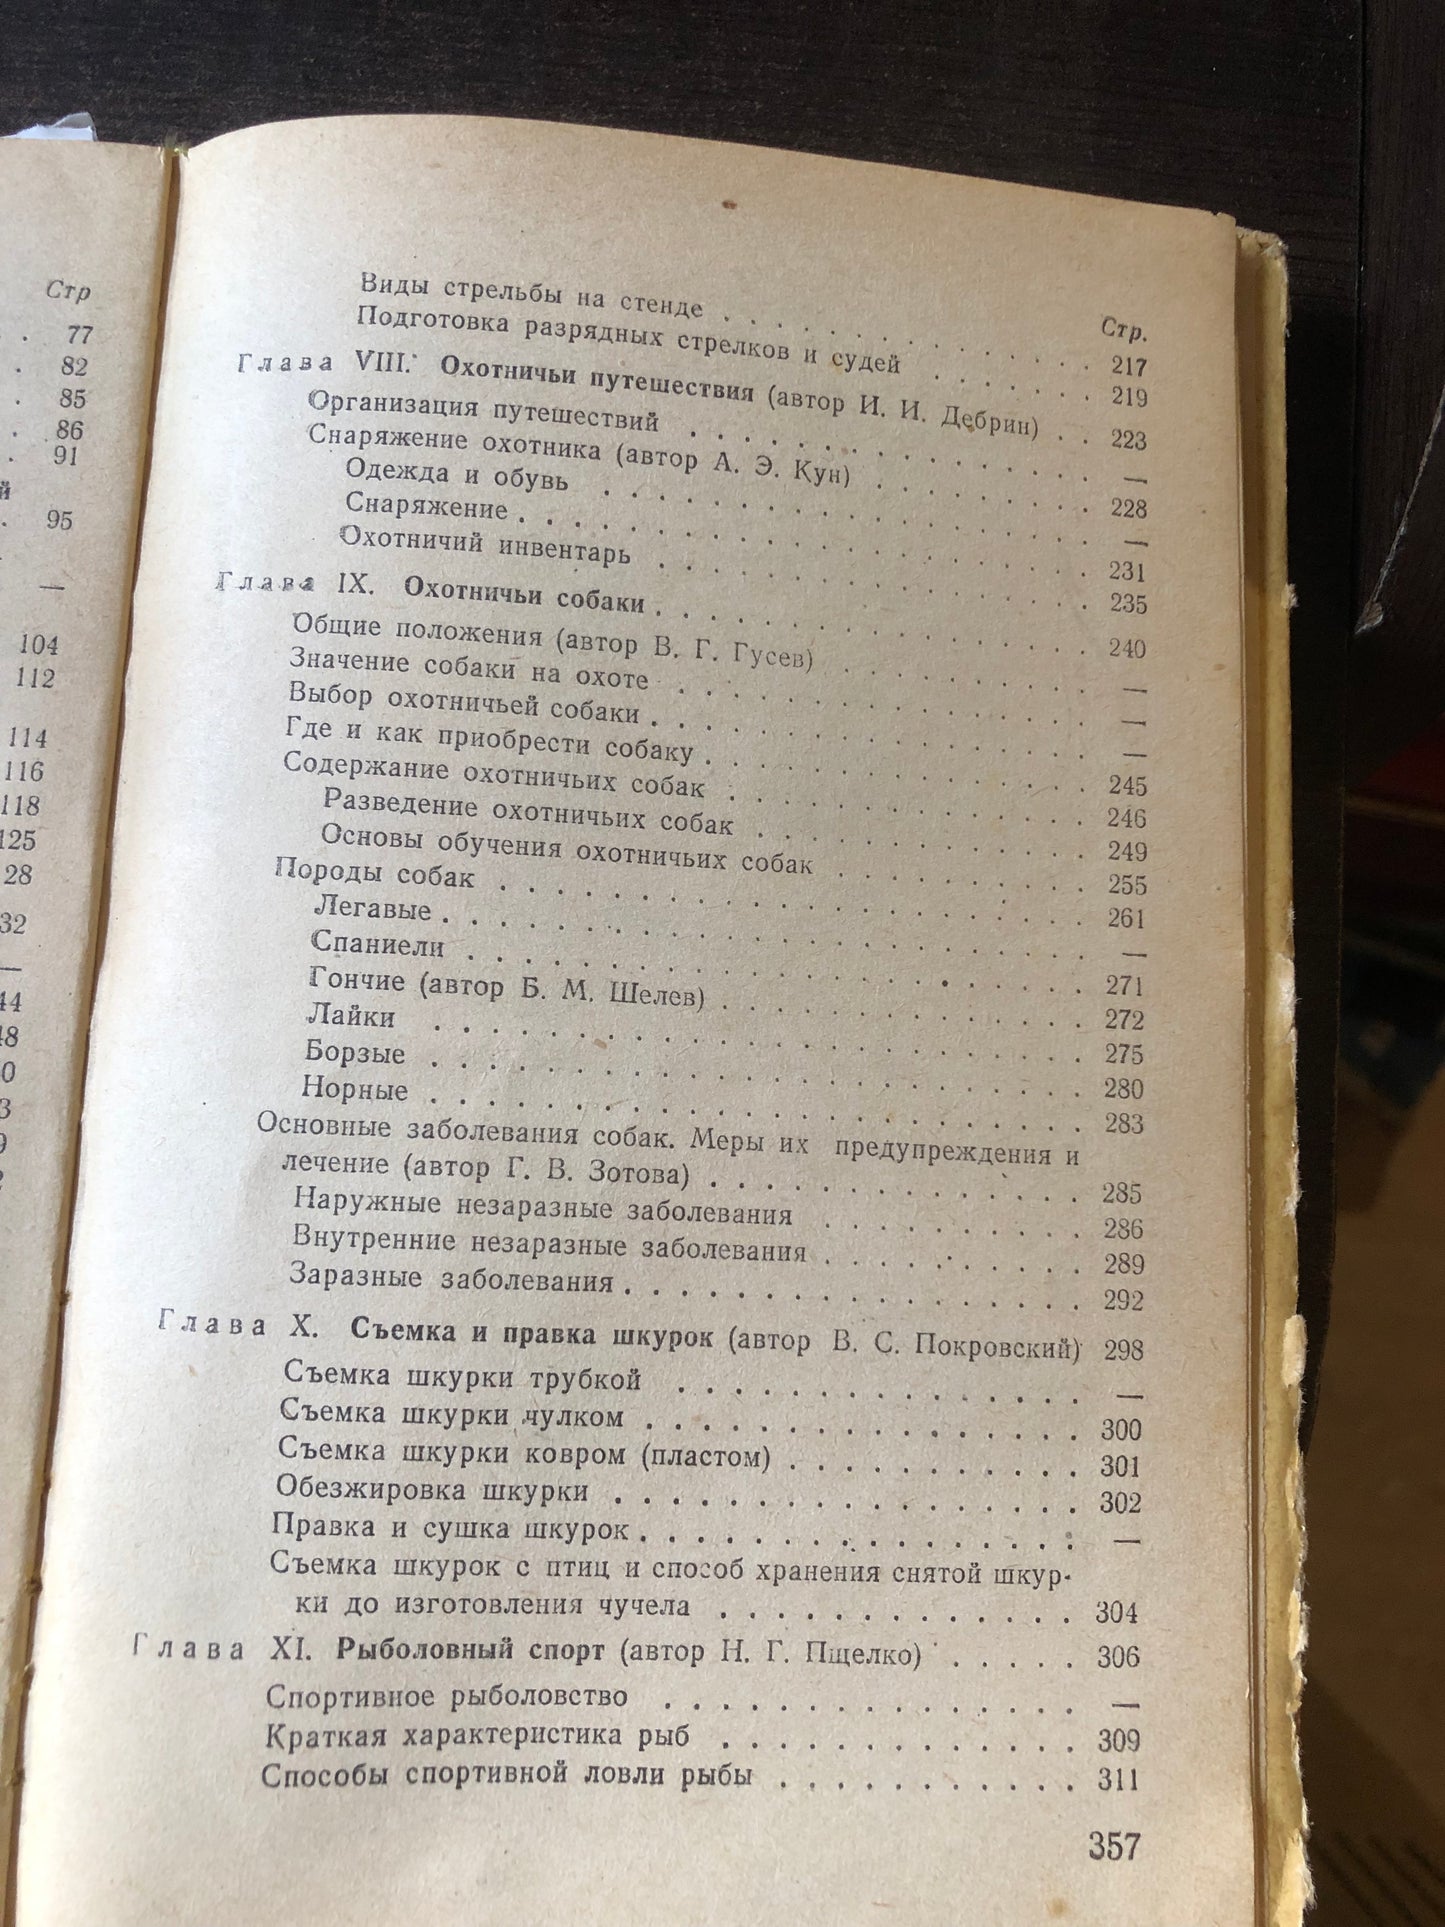 Стр
77
82
85
86
91
й
95
—
104
112
114
116
118
125
28
32
—
44
48
0
3
9
2
Стр.
Виды стрельбы на стенде . . . . . . . . . . . . . 217
Подготовка разрядных стрелков и судей . . . . . . 219
Глава VIII. Охотничьи путешествия (автор И. И. Дебрин) . . 223
Организация путешествий . . . . . . . . . . . . . —
Снаряжение охотника (автор А. Э. Кун) . . . . . . . 228
Одежда и обувь . . . . . . . . . . . . . . . . —
Снаряжение . . . . . . . . . . . . . . . . . . 231
Охотничий инвентарь . . . . . . . . . . . . . . 235
Глава IX. Охотничьи собаки . . . . . . . . . . . . . 240
Общие положения (автор В. Г. Гусев) . . . . . . . . —
Значение собаки на охоте . . . . . . . . . . . . . —
Выбор охотничьей собаки . . . . . . . . . . . . . —
Где и как приобрести собаку . . . . . . . . . . . . 245
Содержание охотничьих собак . . . . . . . . . . . 246
Разведение охотничьих собак . . . . . . . . . . . 249
Основы обучения охотничьих собак . . . . . . . . 255
Породы собак . . . . . . . . . . . . . . . . . . 261
Легавые . . . . . . . . . . . . . . . . . . . . —
Спаниели . . . . . . . . . . . . . . . . . . . 271
Гончие (автор Б. М. Шелев) . . . . . . . . . . . 272
Лайки . . . . . . . . . . . . . . . . . . . . 275
Борзые . . . . . . . . . . . . . . . . . . . . 280
Норные . . . . . . . . . . . . . . . . . . . . 283
Основные заболевания собак. Меры их предупреждения и
лечение (автор Г. В. Зотова) . . . . . . . . . . . . 285
Наружные незаразные заболевания . . . . . . . . . 286
Внутренние незаразные заболевания . . . . . . . . . 289
Заразные заболевания . . . . . . . . . . . . . . . 292
Глава X. Съемка и правка шкурок (автор В. С. Покровский) 298
Съемка шкурки трубкой . . . . . . . . . . . . . . —
Съемка шкурки чулком . . . . . . . . . . . . . . . 300
Съемка шкурки ковром (пластом) . . . . . . . . . . 301
Обезжировка шкурки . . . . . . . . . . . . . . . . 302
Правка и сушка шкурок . . . . . . . . . . . . . . . —
Съемка шкурок с птиц и способ хранения снятой шкур-
ки до изготовления чучела . . . . . . . . . . . . 304
Глава XI. Рыболовный спорт (автор Н. Г. Пщелко) . . . . . 306
Спортивное рыболовство . . . . . . . . . . . . . . —
Краткая характеристика рыб . . . . . . . . . . . . 309
Способы спортивной ловли рыбы . . . . . . . . . . . 311
357